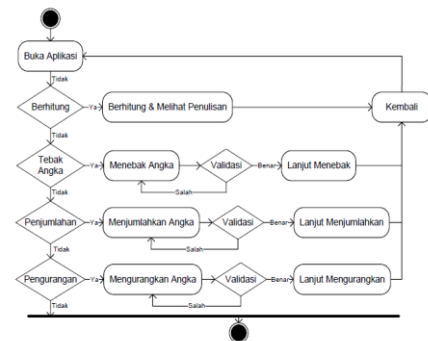 Buka Aplikasi
Tidak
Berhitung
Ya
Berhitung & Melihat Penulisan
Kembali
Tidak
Tebak
Angka
Ya
Menebak Angka
Validasi
Benar
Lanjut Menebak
Salah
Tidak
Penjumlahan
Ya
Menjumlahkan Angka
Validasi
Benar
Lanjut Menjumlahkan
Salah
Tidak
Pengurangan
Ya
Mengurangkan Angka
Validasi
Benar
Lanjut Mengurangkan
Salah
Tidak